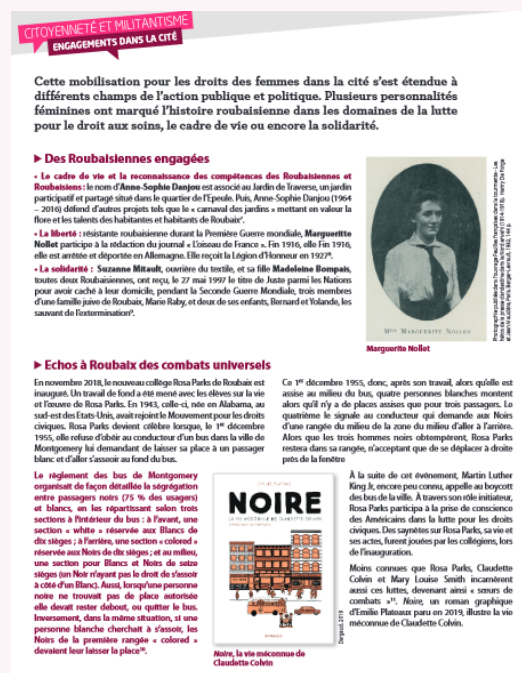 CITOYENNETÉ ET MILITANTISME
ENGAGEMENTS DANS LA CITÉ
Cette mobilisation pour les droits des femmes dans la cité s'est étendue à
différents champs de l'action publique et politique. Plusieurs personnalités
féminines ont marqué l'histoire roubaisienne dans les domaines de la lutte
pour le droit aux soins, le cadre de vie ou encore la solidarité.
▶ Des Roubaisiennes engagées
• Le cadre de vie et la reconnaissance des compétences des Roubaisiennes et
Roubaisiens : le nom d'Anne-Sophie Danjou est associé au Jardin de Traverse, un jardin
participatif et partagé situé dans le quartier de l'Epeule. Puis, Anne-Sophie Danjou (1964
– 2016) défend d'autres projets tels que le « carnaval des jardins » mettant en valeur la
flore et les talents des habitantes et habitants de Roubaix⁷.
• La liberté : résistante roubaisienne durant la Première Guerre mondiale, Margueritte
Nollet participe à la rédaction du journal « L'oiseau de France ». Fin 1916, elle Fin 1916,
elle est arrêtée et déportée en Allemagne. Elle reçoit la Légion d'Honneur en 1927⁸.
• La solidarité : Suzanne Mitault, ouvrière du textile, et sa fille Madeleine Bompais,
toutes deux Roubaisiennes, ont reçu, le 27 mai 1997 le titre de Juste parmi les Nations
pour avoir caché à leur domicile, pendant la Seconde Guerre Mondiale, trois membres
d'une famille juive de Roubaix, Marie Raby, et deux de ses enfants, Bernard et Yolande, les
sauvant de l'extermination⁹.
Mlle MARGUERITE NOLLET
Marguerite Nollet
▶ Echos à Roubaix des combats universels
En novembre 2018, le nouveau collège Rosa Parks de Roubaix est
inauguré. Un travail de fond a été mené avec les élèves sur la vie
et l'œuvre de Rosa Parks. En 1943, celle-ci, née en Alabama, au
sud-est des Etats-Unis, avait rejoint le Mouvement pour les droits
civiques. Rosa Parks devient célèbre lorsque, le 1er décembre
1955, elle refuse d'obéir au conducteur d'un bus dans la ville de
Montgomery lui demandant de laisser sa place à un passager
blanc et d'aller s'asseoir au fond du bus.
Ce 1er décembre 1955, donc, après son travail, alors qu'elle est
assise au milieu du bus, quatre personnes blanches montent
alors qu'il n'y a de places assises que pour trois passagers. Le
quatrième le signale au conducteur qui demande aux Noirs
d'une rangée du milieu de la zone du milieu d'aller à l'arrière.
Alors que les trois hommes noirs obtempèrent, Rosa Parks
restera dans sa rangée, n'acceptant que de se déplacer à droite
près de la fenêtre
Le règlement des bus de Montgomery
organisait de façon détaillée la ségrégation
entre passagers noirs (75 % des usagers)
et blancs, en les répartissant selon trois
sections à l'intérieur du bus : à l'avant, une
section « white » réservée aux Blancs de
dix sièges ; à l'arrière, une section « colored »
réservée aux Noirs de dix sièges ; et au milieu,
une section pour Blancs et Noirs de seize
sièges (un Noir n'ayant pas le droit de s'assoir
à côté d'un Blanc). Aussi, lorsqu'une personne
noire ne trouvait pas de place autorisée
elle devait rester debout, ou quitter le bus.
Inversement, dans la même situation, si une
personne blanche cherchait à s'assoir, les
Noirs de la première rangée « colored »
devaient leur laisser la place¹⁰.
NOIRE
LA VIE MÉCONNUE DE CLAUDETTE COLVIN
Dargaud, 2019
Noire, la vie méconnue de
Claudette Colvin
À la suite de cet événement, Martin Luther
King Jr, encore peu connu, appelle au boycott
des bus de la ville. À travers son rôle initiateur,
Rosa Parks participa à la prise de conscience
des Américains dans la lutte pour les droits
civiques. Des saynètes sur Rosa Parks, sa vie et
ses actes, furent jouées par les collégiens, lors
de l'inauguration.
Moins connues que Rosa Parks, Claudette
Colvin et Mary Louise Smith incarnèrent
aussi ces luttes, devenant ainsi « sœurs de
combats »¹¹. Noire, un roman graphique
d'Emilie Plateaux paru en 2019, illustre la vie
méconnue de Claudette Colvin.